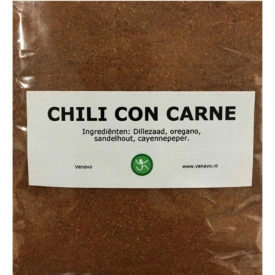 CHILI CON CARNE
Ingrediënten: Dillezaad, oregano,
sandelhout, cayennepeper.
Venavo www.venavo.nl